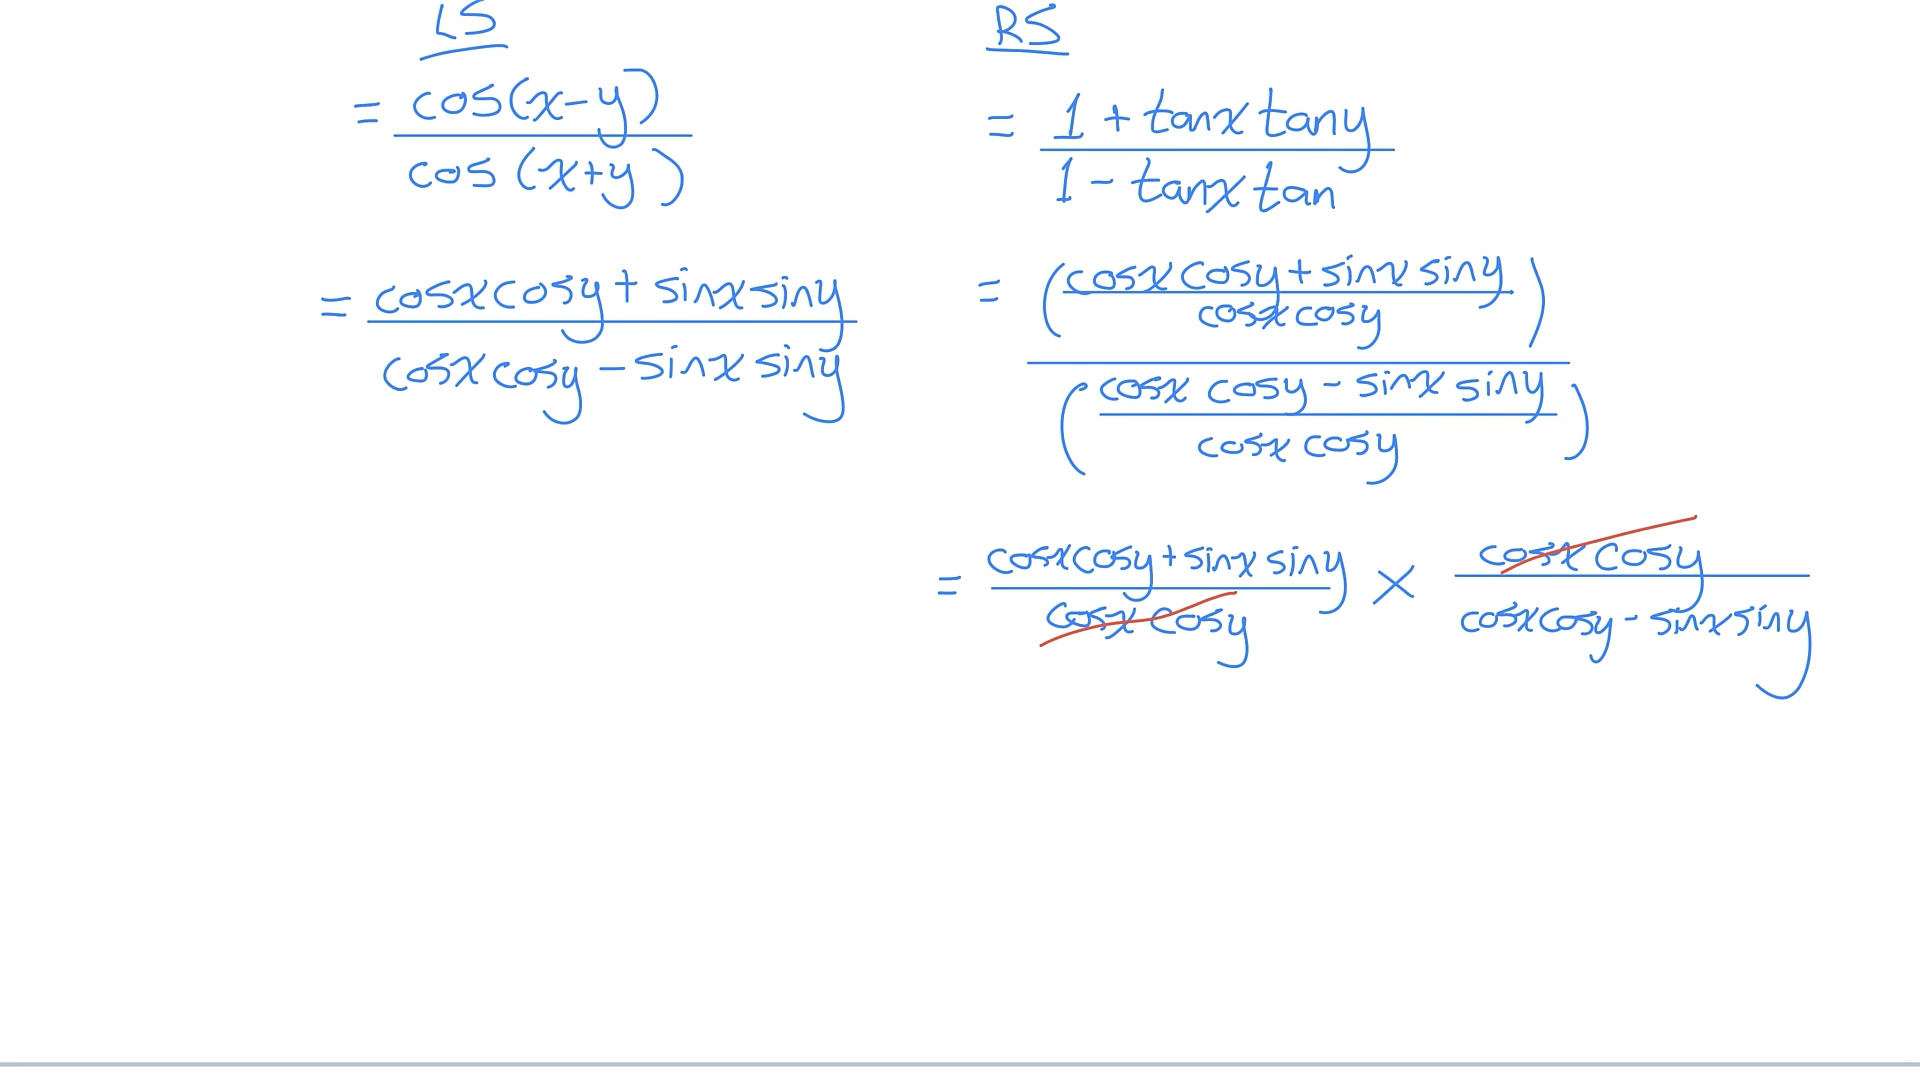 LS
= cos(x-y)
cos (x+y)
= cosx cosy + sinx siny
cosx cosy - sinx siny
RS
= 1 + tanx tany
1 - tanx tan
= (cosx cosy + sinx siny)
cosx cosy
(cosx cosy - sinx siny)
cosx cosy
= cosx cosy + sinx siny × cosx cosy
cosx cosy cosx cosy - sinx siny